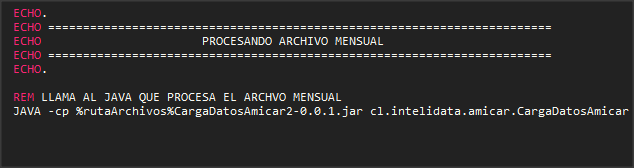 ECHO.
ECHO ========================================================================
ECHO                       PROCESANDO ARCHIVO MENSUAL
ECHO ========================================================================
ECHO.
REM LLAMA AL JAVA QUE PROCESA EL ARCHVO MENSUAL
JAVA -cp %rutaArchivos%CargaDatosAmicar2-0.0.1.jar cl.intelidata.amicar.CargaDatosAmicar